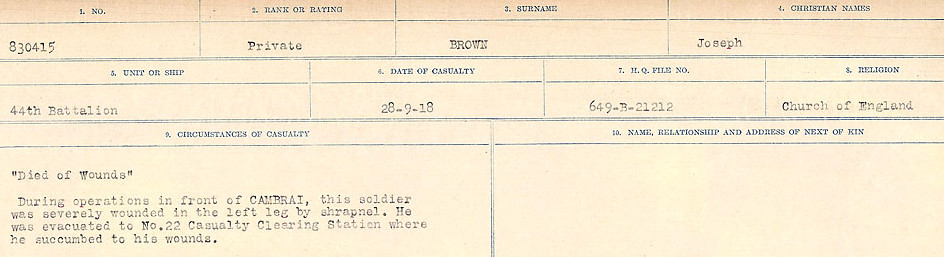 1. NO. 2. RANK OR RATING 3. SURNAME 4. CHRISTIAN NAMES
830415 Private BROWN Joseph
5. UNIT OR SHIP 6. DATE OF CASUALTY 7. H.Q. FILE NO. 8. RELIGION
44th Battalion 28-9-18 649-B-21212 Church of England
9. CIRCUMSTANCES OF CASUALTY 10. NAME, RELATIONSHIP AND ADDRESS OF NEXT OF KIN
"Died of Wounds"
During operations in front of CAMBRAI, this soldier
was severely wounded in the left leg by shrapnel. He
was evacuated to No.22 Casualty Clearing Station where
he succumbed to his wounds.